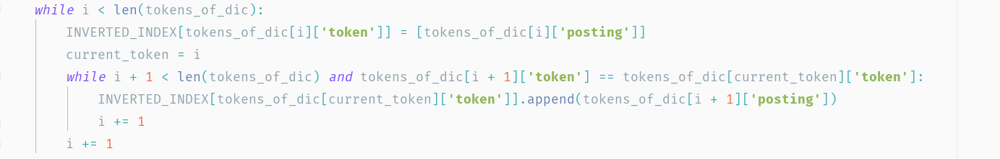 while i < len(tokens_of_dic):
    INVERTED_INDEX[tokens_of_dic[i]['token']] = [tokens_of_dic[i]['posting']]
    current_token = i
    while i + 1 < len(tokens_of_dic) and tokens_of_dic[i + 1]['token'] == tokens_of_dic[current_token]['token']:
        INVERTED_INDEX[tokens_of_dic[current_token]['token']].append(tokens_of_dic[i + 1]['posting'])
        i += 1
    i += 1